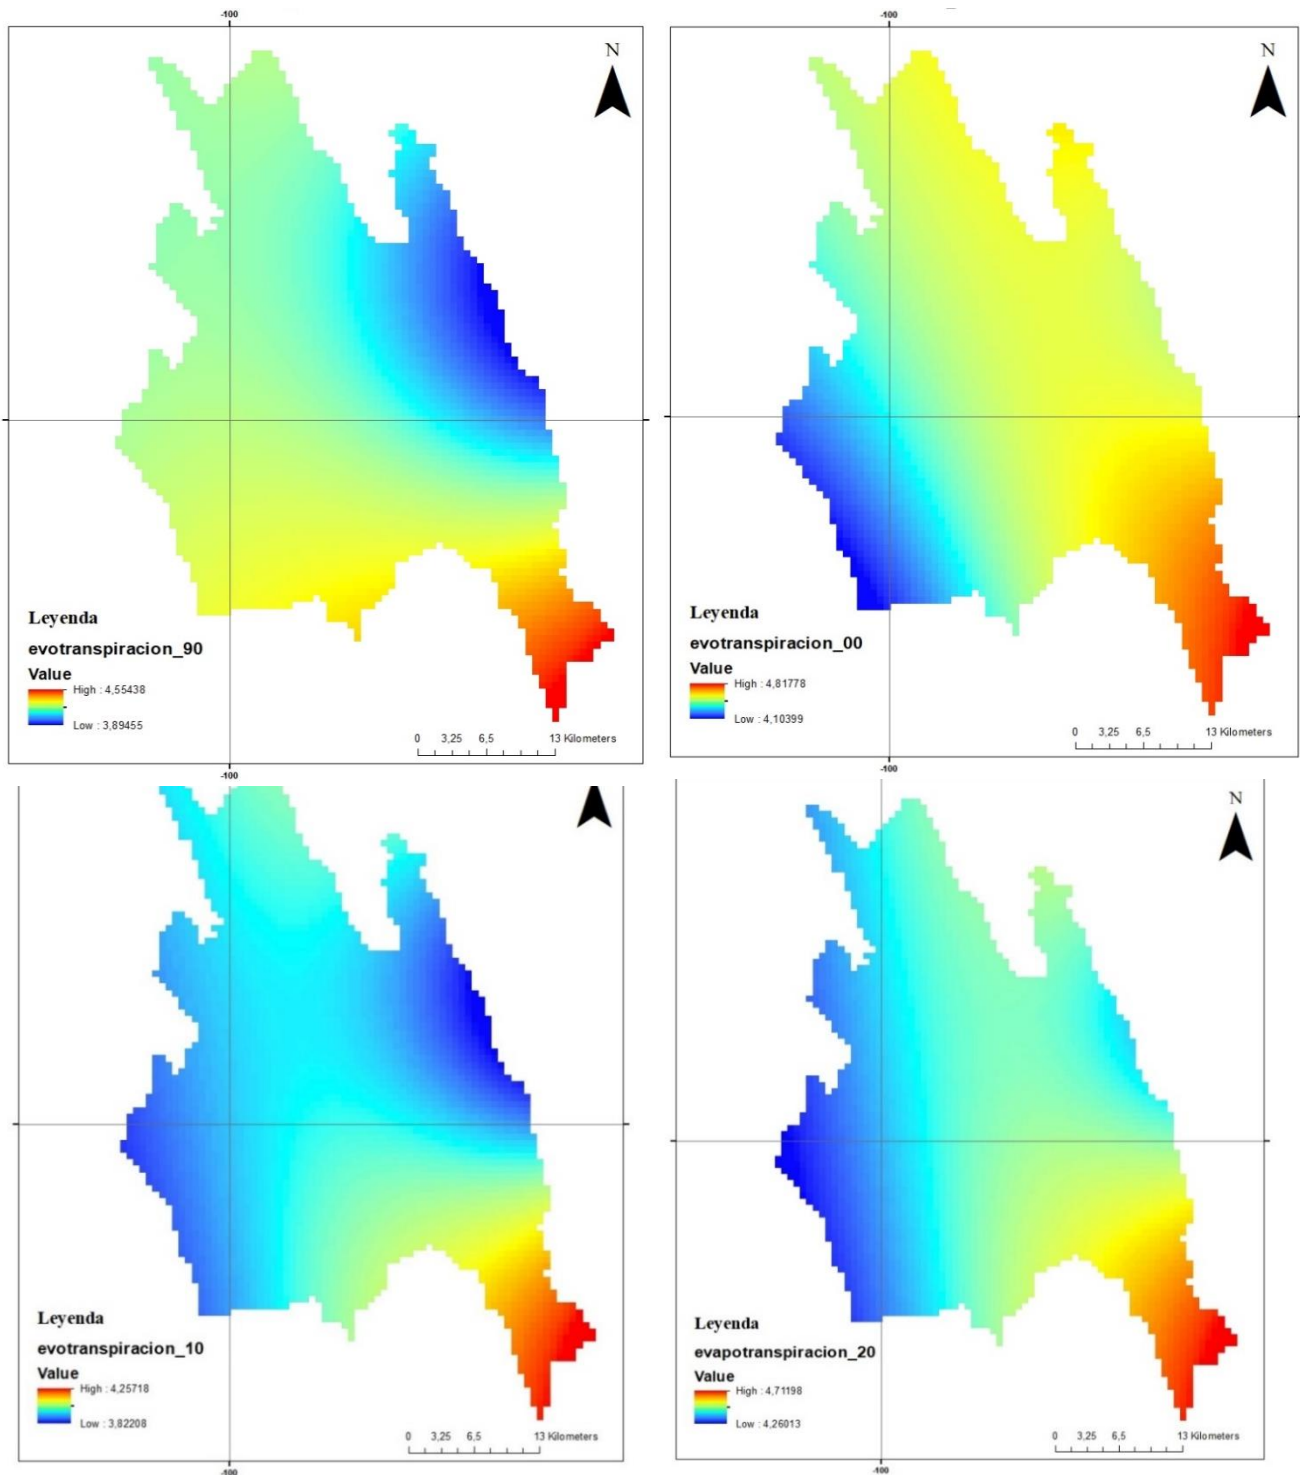 -100
N
Leyenda
evotranspiracion_90
Value
High : 4,55438
Low : 3,89455
0 3,25 6,5 13 Kilometers
-100
-100
N
Leyenda
evotranspiracion_00
Value
High : 4,81778
Low : 4,10399
0 3,25 6,5 13 Kilometers
-100
Leyenda
evotranspiracion_10
Value
High : 4,25718
Low : 3,82208
0 3,25 6,5 13 Kilometers
-100
N
Leyenda
evapotranspiracion_20
Value
High : 4,71198
Low : 4,26013
0 3,25 6,5 13 Kilometers
-100